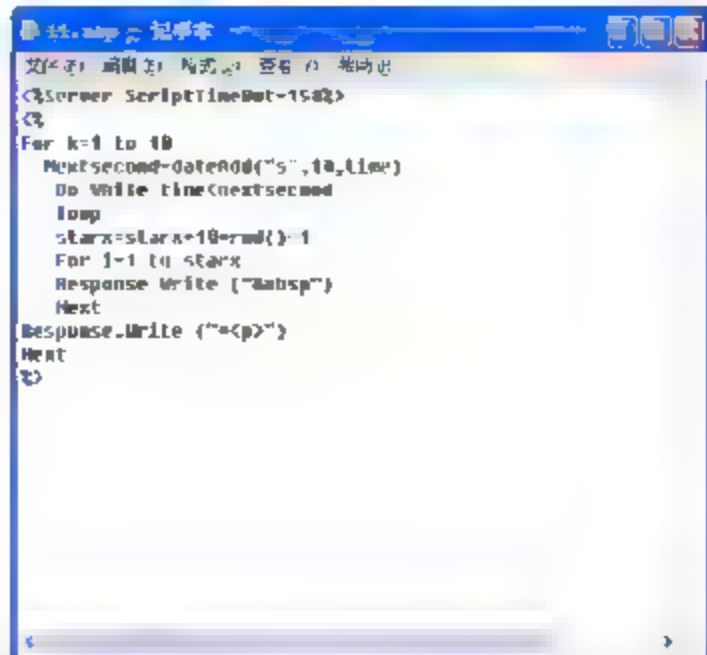 记事本
<%Server ScriptTimeOut=150%>
<%
For k=1 to 10
Nextsecond=dateAdd("s",10,time)
Do While time<nextsecond
loop
starx=starx+10*rnd()-1
For j=1 to starx
Response Write ("&nbsp")
Next
Response.Write ("*<p>")
Next
%>